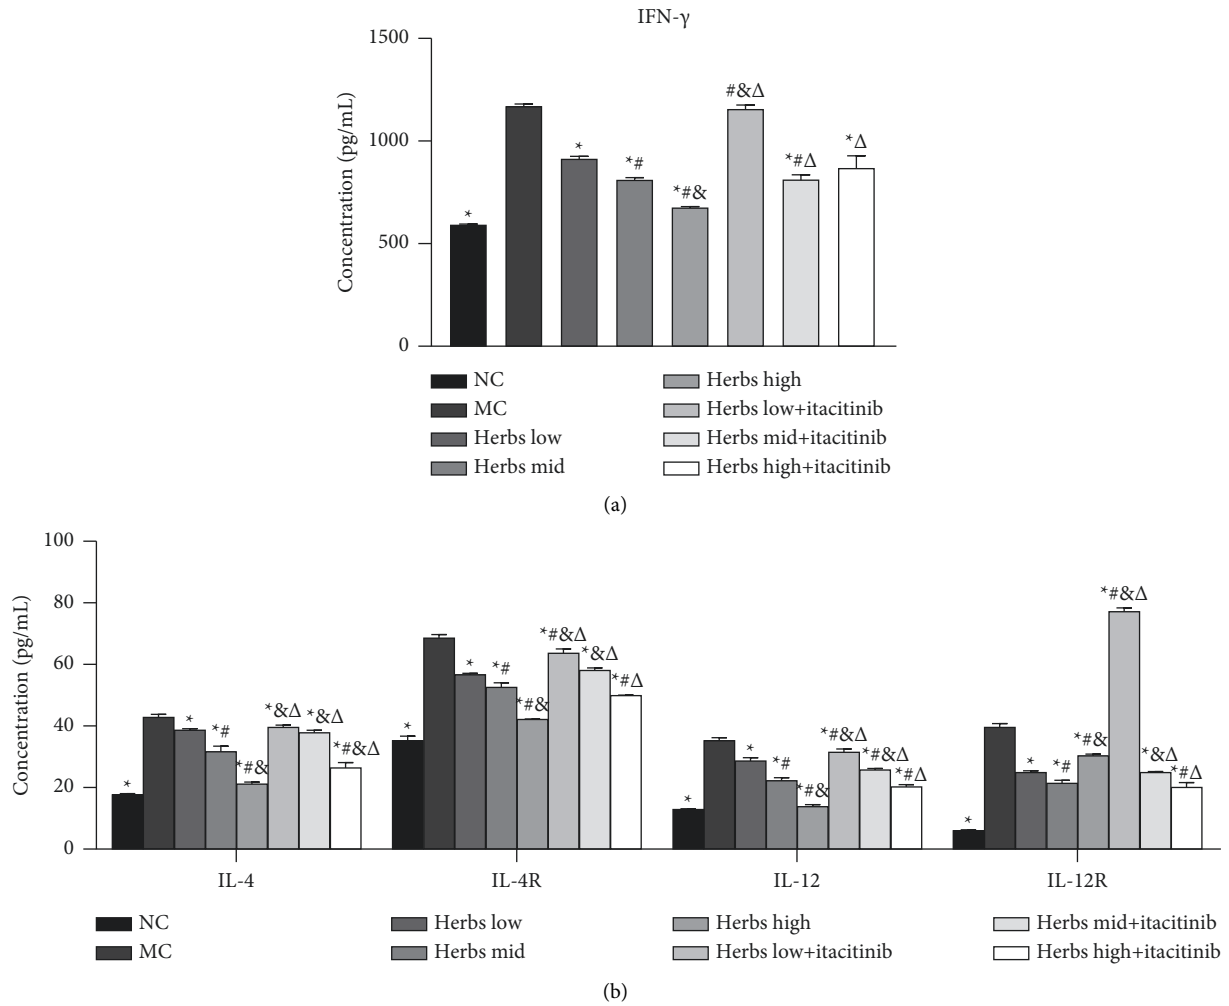 IFN-γ
Concentration (pg/mL)
1500
1000
500
0
*
*
*#
*#&
#&Δ
*#Δ
*Δ
NC
MC
Herbs low
Herbs mid
Herbs high
Herbs low+itacitinib
Herbs mid+itacitinib
Herbs high+itacitinib
(a)
Concentration (pg/mL)
100
80
60
40
20
0
*
*
*#
*#&
*&Δ
*&Δ
*#&Δ
*
*
*#
*#&
*#&Δ
*&Δ
*#Δ
*
*
*#
*#&
*#&Δ
*#&Δ
*#Δ
*
*
*#
*#&
*#&Δ
*&Δ
*#Δ
IL-4
IL-4R
IL-12
IL-12R
NC
MC
Herbs low
Herbs mid
Herbs high
Herbs low+itacitinib
Herbs mid+itacitinib
Herbs high+itacitinib
(b)